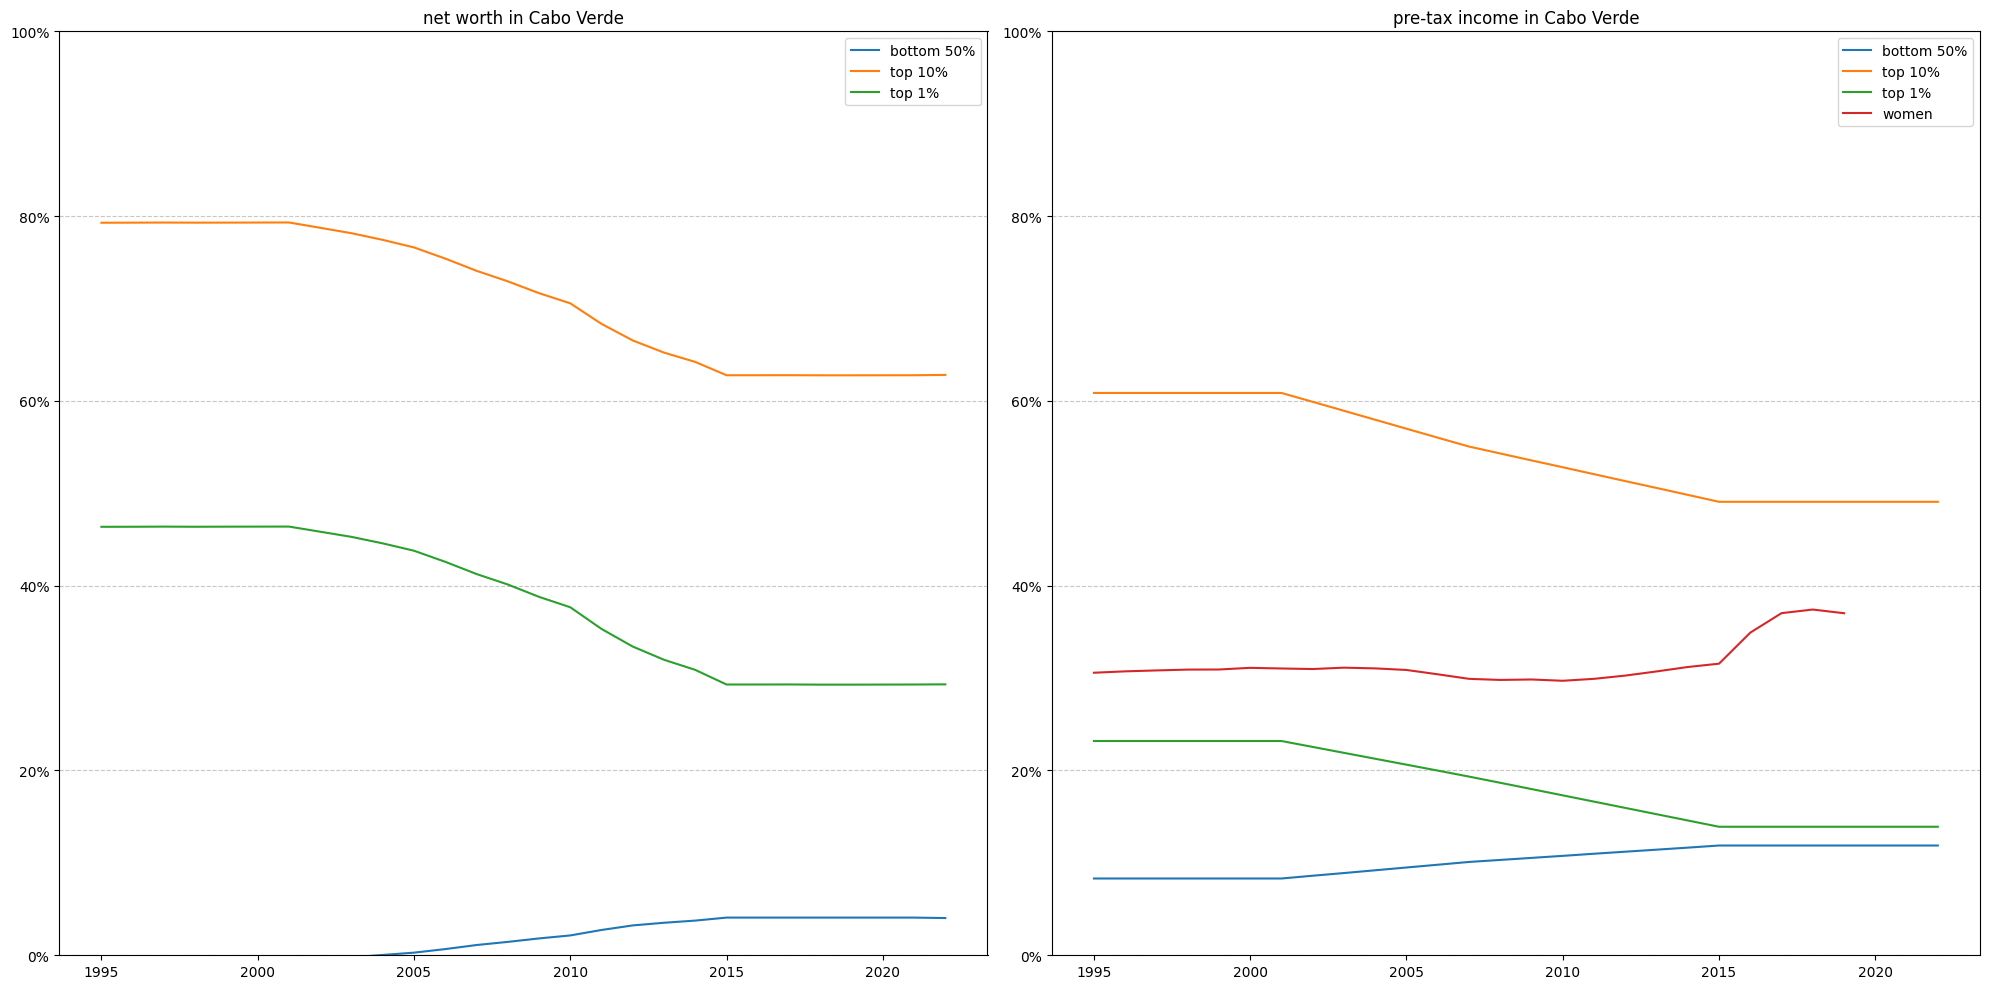 net worth in Cabo Verde
100%
80%
60%
40%
20%
0%
1995 2000 2005 2010 2015 2020
bottom 50%
top 10%
top 1%
pre-tax income in Cabo Verde
100%
80%
60%
40%
20%
0%
1995 2000 2005 2010 2015 2020
bottom 50%
top 10%
top 1%
women